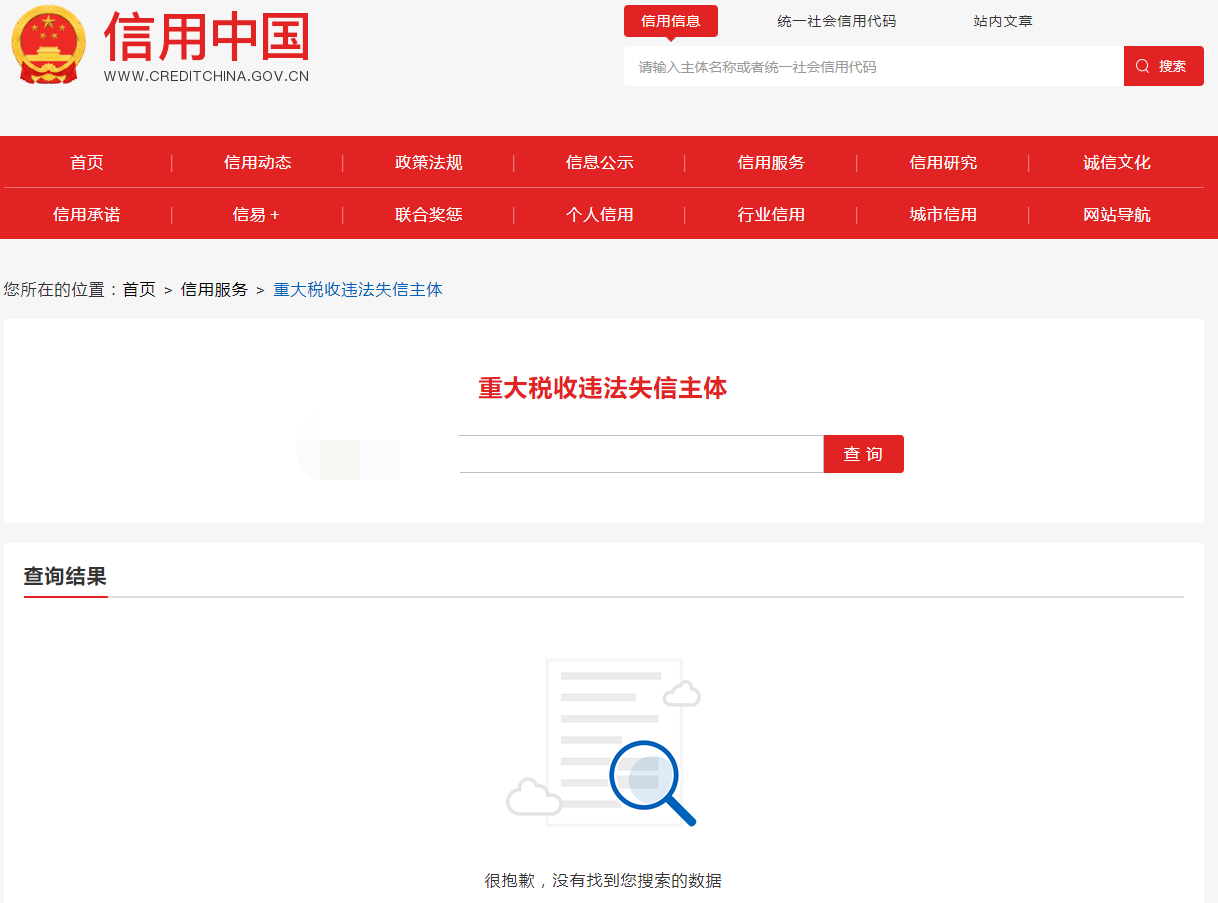 信用中国
WWW.CREDITCHINA.GOV.CN
信用信息 统一社会信用代码 站内文章
请输入主体名称或者统一社会信用代码 搜索
首页 信用动态 政策法规 信息公示 信用服务 信用研究 诚信文化
信用承诺 信易+ 联合奖惩 个人信用 行业信用 城市信用 网站导航
您所在的位置：首页 > 信用服务 > 重大税收违法失信主体
重大税收违法失信主体
查 询
查询结果
很抱歉，没有找到您搜索的数据